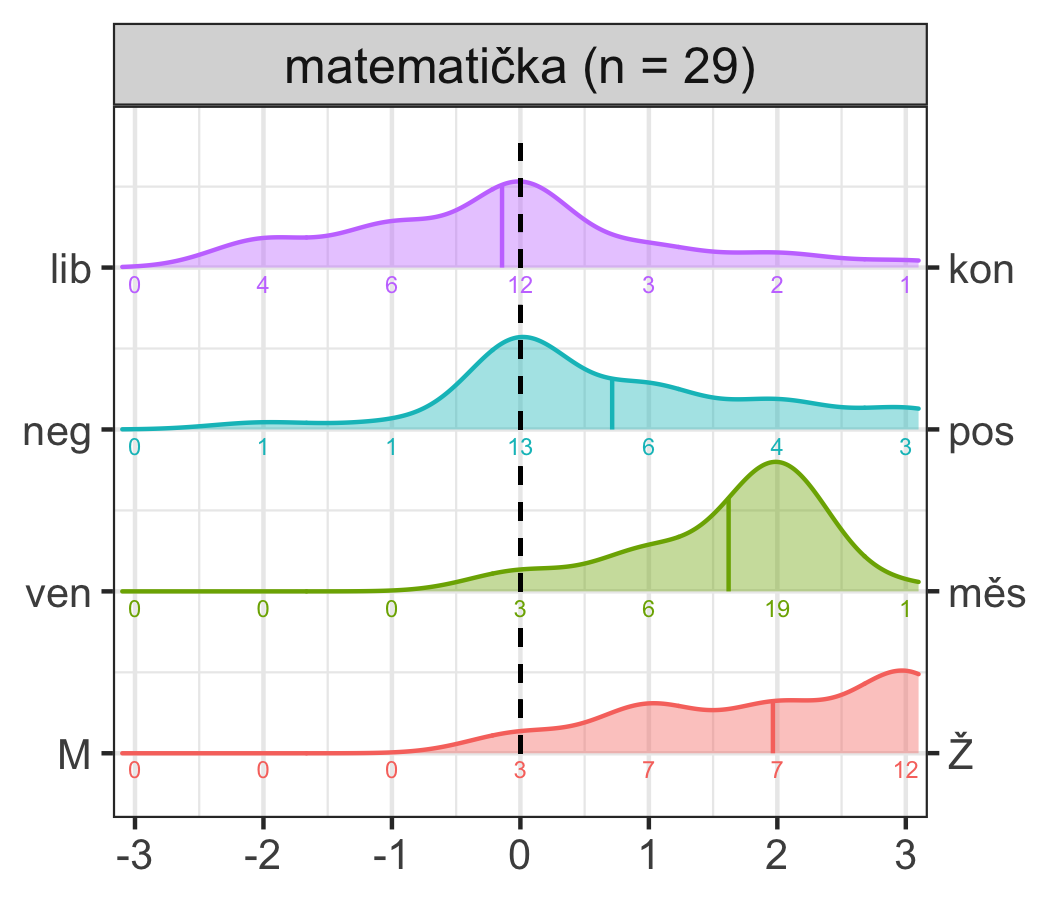 matematička (n = 29)
lib kon
0 4 6 12 3 2 1
neg pos
0 1 1 13 6 4 3
ven měs
0 0 0 3 6 19 1
M Ž
0 0 0 3 7 7 12
-3 -2 -1 0 1 2 3